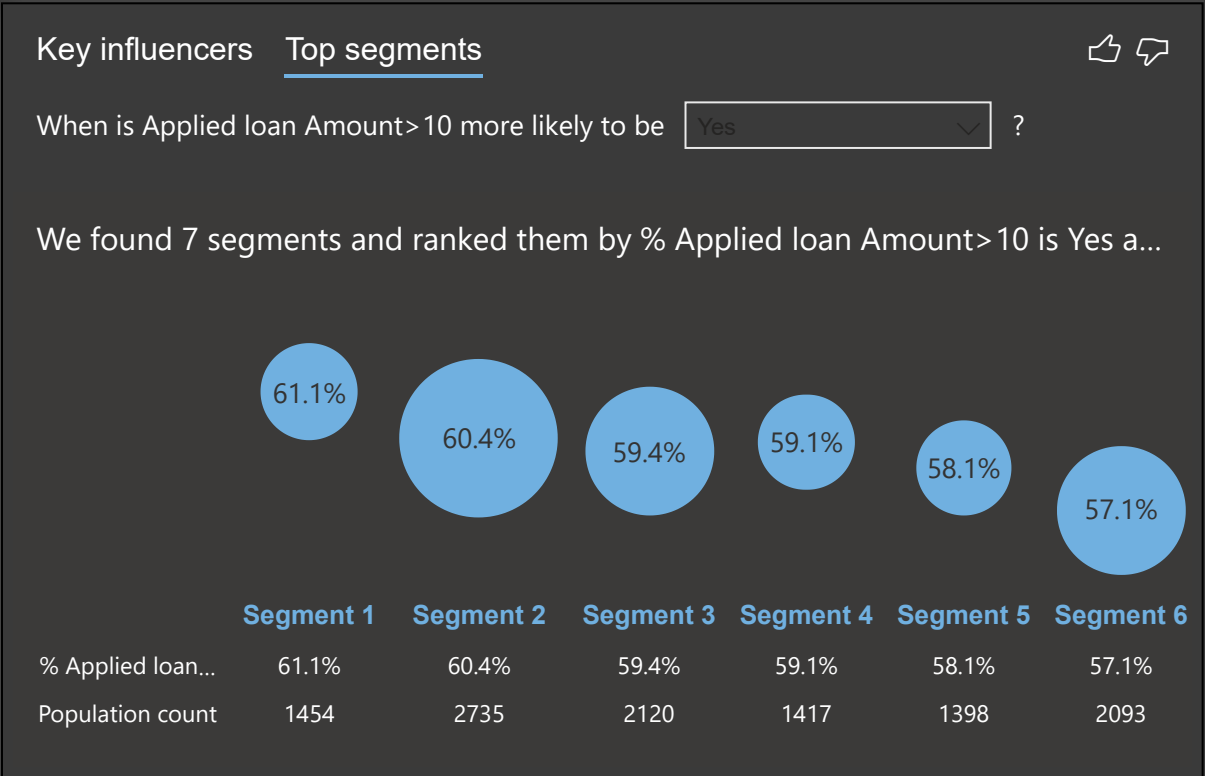 Key influencers Top segments
When is Applied loan Amount>10 more likely to be Yes ?
We found 7 segments and ranked them by % Applied loan Amount>10 is Yes a...
61.1%
60.4%
59.4%
59.1%
58.1%
57.1%
Segment 1 Segment 2 Segment 3 Segment 4 Segment 5 Segment 6
% Applied loan... 61.1% 60.4% 59.4% 59.1% 58.1% 57.1%
Population count 1454 2735 2120 1417 1398 2093